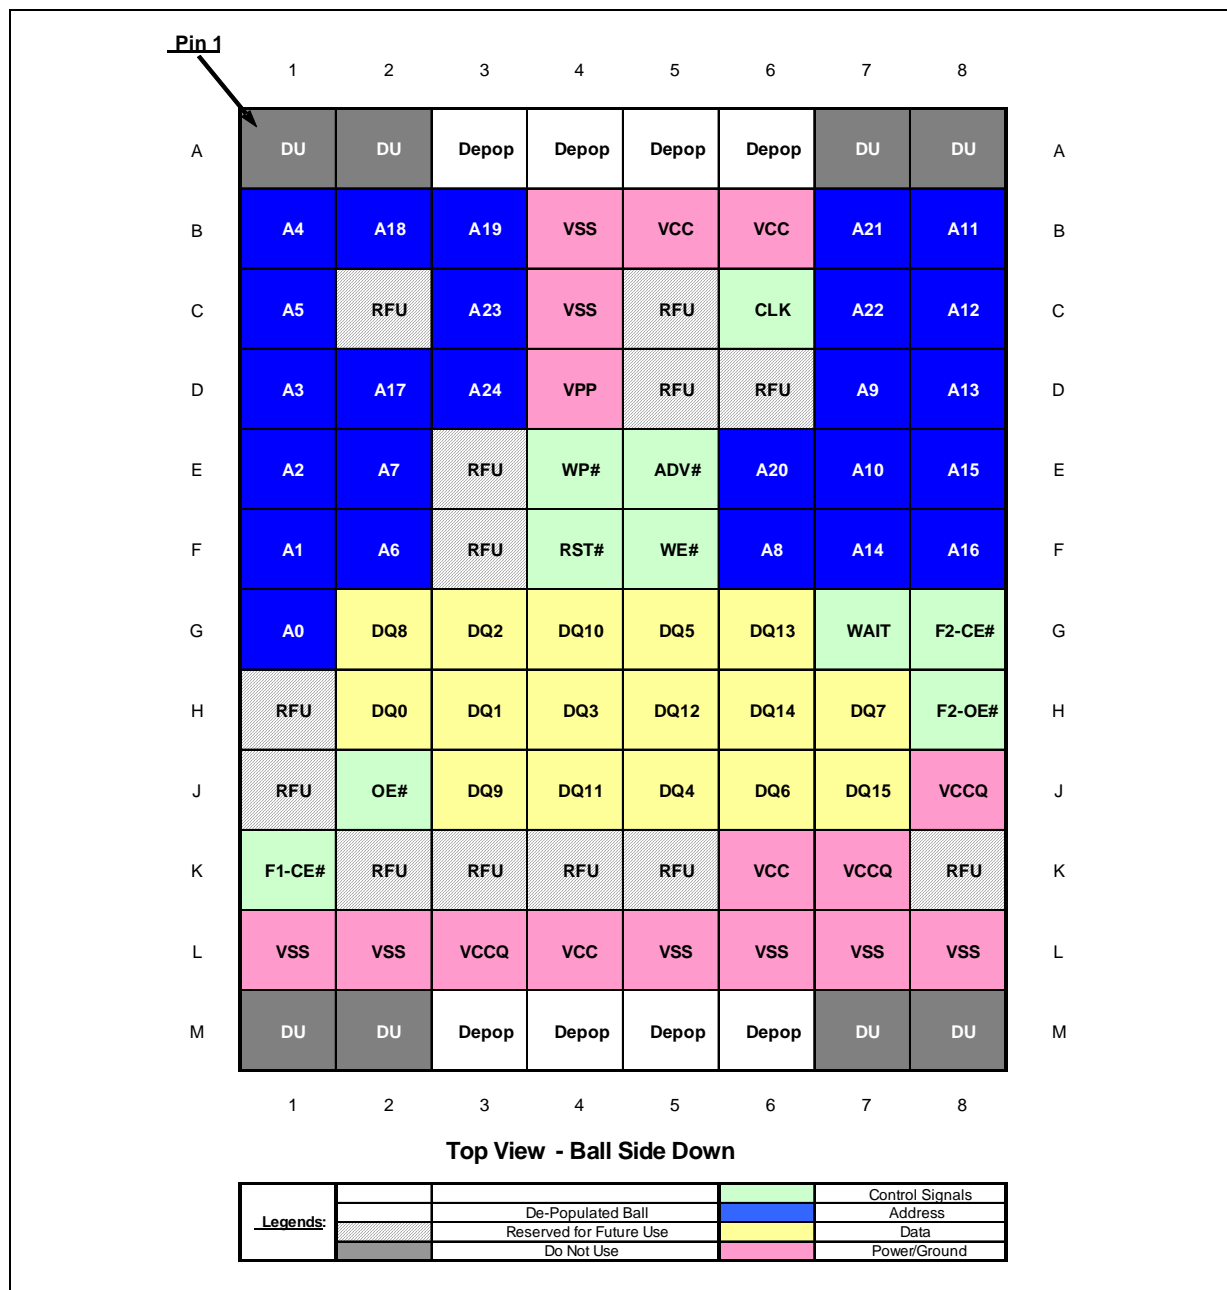 Pin 1
1 2 3 4 5 6 7 8
A DU DU Depop Depop Depop Depop DU DU A
B A4 A18 A19 VSS VCC VCC A21 A11 B
C A5 RFU A23 VSS RFU CLK A22 A12 C
D A3 A17 A24 VPP RFU RFU A9 A13 D
E A2 A7 RFU WP# ADV# A20 A10 A15 E
F A1 A6 RFU RST# WE# A8 A14 A16 F
G A0 DQ8 DQ2 DQ10 DQ5 DQ13 WAIT F2-CE# G
H RFU DQ0 DQ1 DQ3 DQ12 DQ14 DQ7 F2-OE# H
J RFU OE# DQ9 DQ11 DQ4 DQ6 DQ15 VCCQ J
K F1-CE# RFU RFU RFU RFU VCC VCCQ RFU K
L VSS VSS VCCQ VCC VSS VSS VSS VSS L
M DU DU Depop Depop Depop Depop DU DU M
1 2 3 4 5 6 7 8
Top View - Ball Side Down
Control Signals
Legends: De-Populated Ball Address
Reserved for Future Use Data
Do Not Use Power/Ground